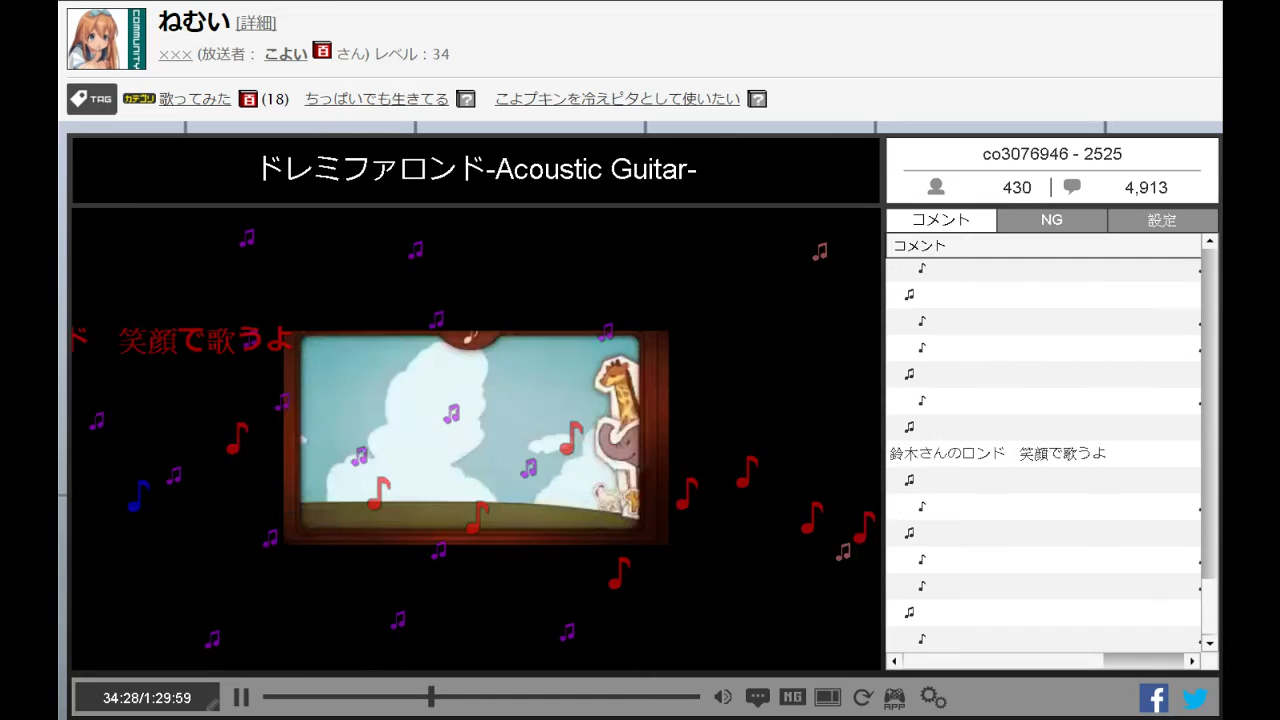 ねむい [詳細]
COMMUNITY
××× (放送者： こよい 百 さん) レベル：34
TAG カテゴリ 歌ってみた 百 (18) ちっぱいでも生きてる ? こよプキンを冷えピタとして使いたい ?
ドレミファロンド-Acoustic Guitar-
co3076946 - 2525
430 | 4,913
コメント NG 設定
コメント
♪
♫
♪
♪
♫
♪
♫
鈴木さんのロンド 笑顔で歌うよ
♫
♪
♫
♪
♪
♫
♪
ド 笑顔で歌うよ
34:28/1:29:59
NG
APP